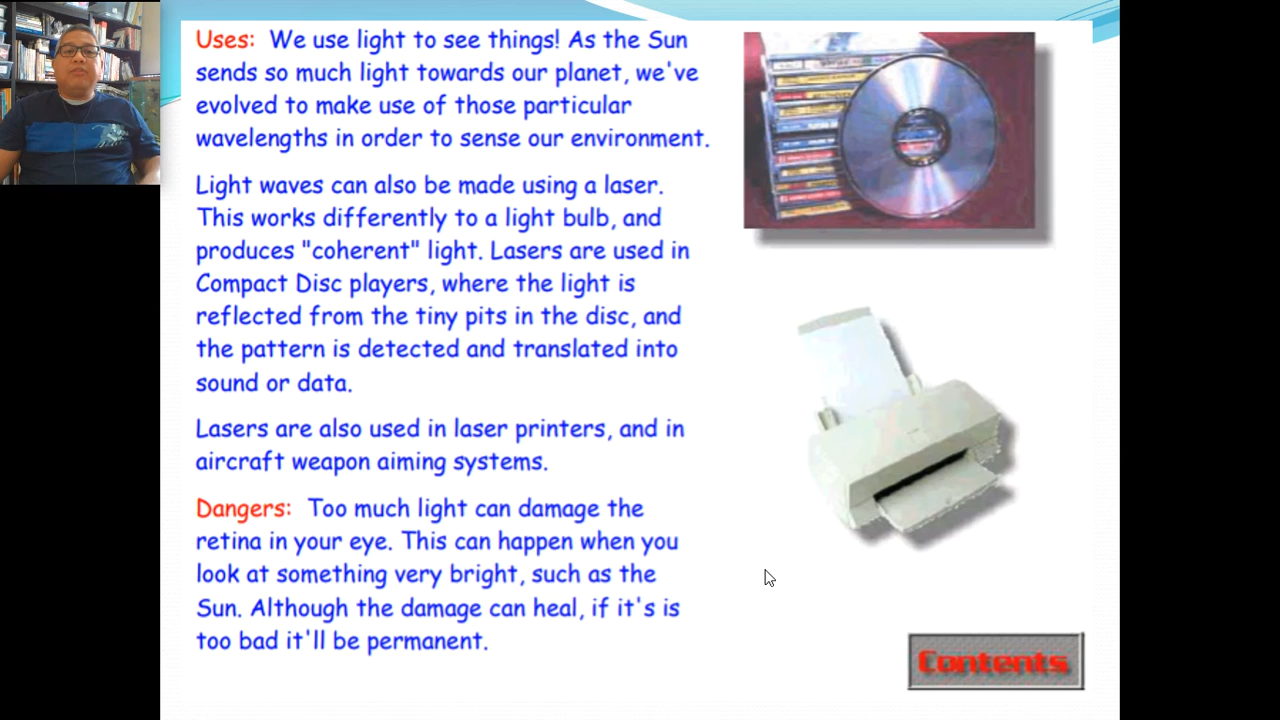 Uses: We use light to see things! As the Sun
sends so much light towards our planet, we've
evolved to make use of those particular
wavelengths in order to sense our environment.
Light waves can also be made using a laser.
This works differently to a light bulb, and
produces "coherent" light. Lasers are used in
Compact Disc players, where the light is
reflected from the tiny pits in the disc, and
the pattern is detected and translated into
sound or data.
Lasers are also used in laser printers, and in
aircraft weapon aiming systems.
Dangers: Too much light can damage the
retina in your eye. This can happen when you
look at something very bright, such as the
Sun. Although the damage can heal, if it's is
too bad it'll be permanent.
Contents